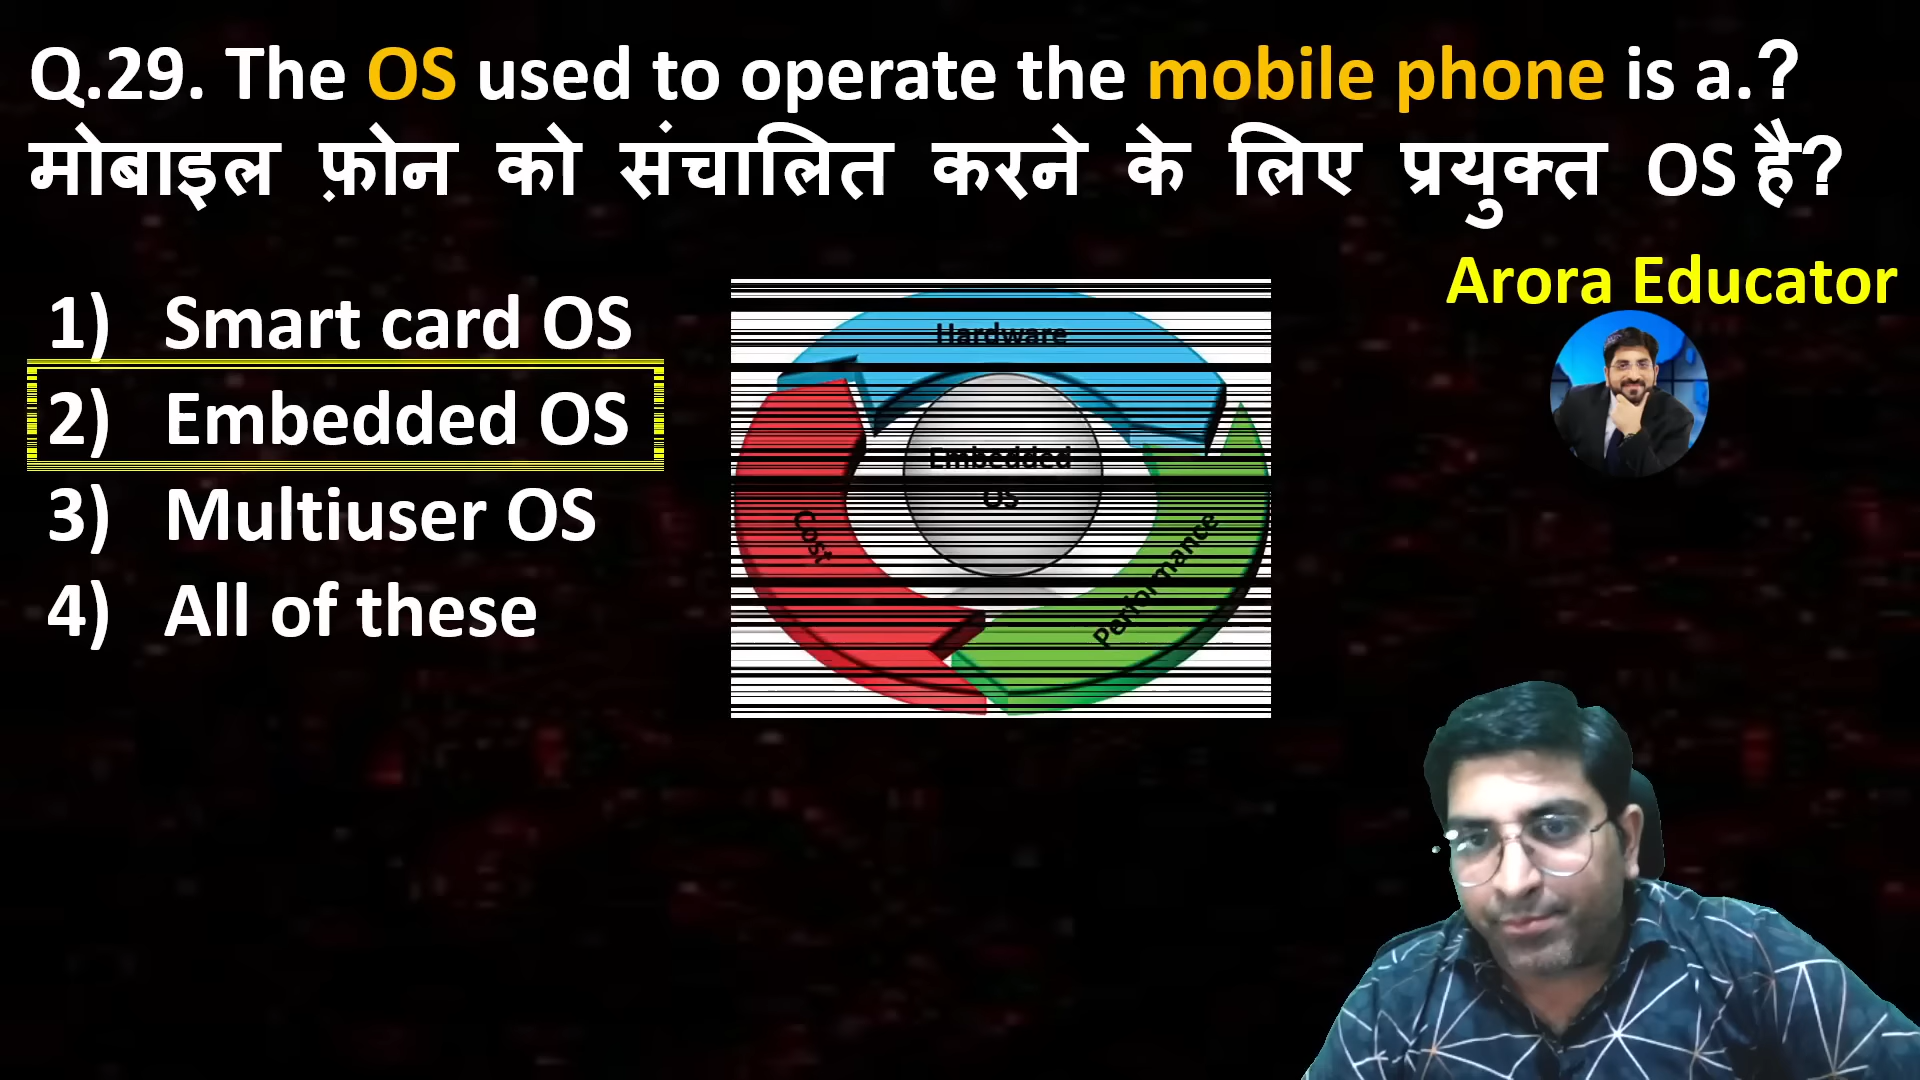 Q.29. The OS used to operate the mobile phone is a.?
मोबाइल फ़ोन को संचालित करने के लिए प्रयुक्त OS है?
Arora Educator
1) Smart card OS
2) Embedded OS
3) Multiuser OS
4) All of these
Hardware
Embedded
OS
Cost
Performance